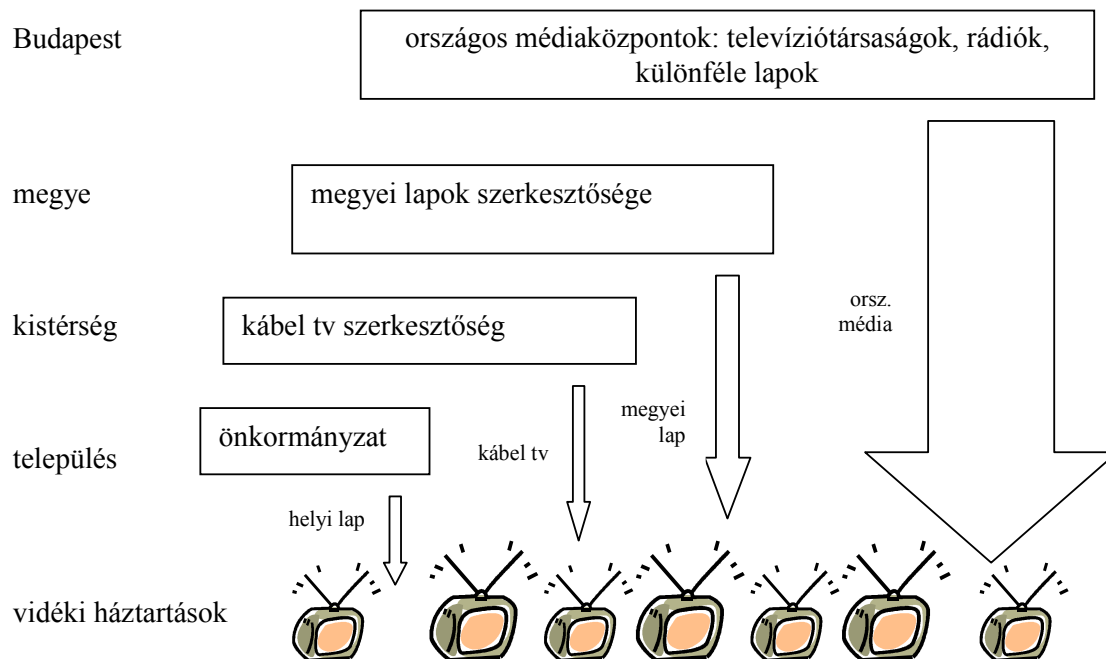 Budapest
országos médiaközpontok: televíziótársaságok, rádiók,
különféle lapok
megye
megyei lapok szerkesztősége
orsz.
média
kistérség
kábel tv szerkesztőség
megyei
lap
település
önkormányzat
kábel tv
helyi lap
vidéki háztartások